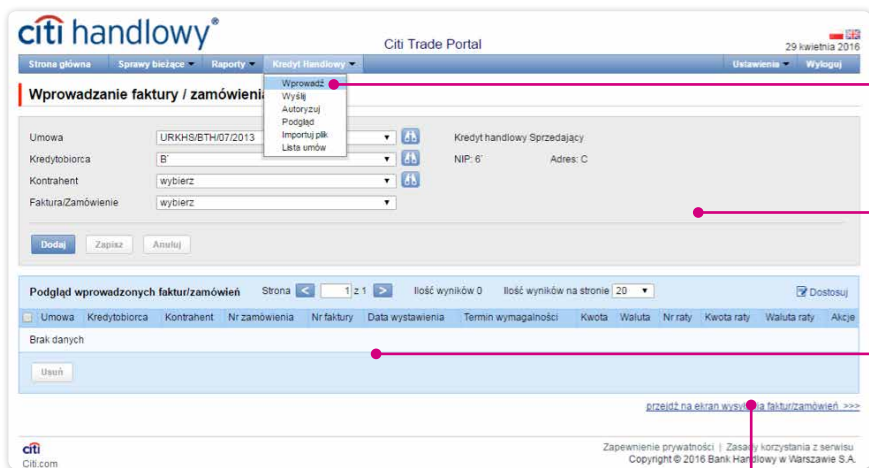 citi handlowy®
Citi Trade Portal
29 kwietnia 2016
Strona główna Sprawy bieżące Raporty Kredyt Handlowy Ustawienia Wyloguj
Wprowadź
Wyślij
Autoryzuj
Podgląd
Importuj plik
Lista umów
Wprowadzanie faktury / zamówienia
Umowa URKHS/BTH/07/2013 Kredyt handlowy Sprzedający
Kredytobiorca B' NIP: 6' Adres: C
Kontrahent wybierz
Faktura/Zamówienie wybierz
Dodaj Zapisz Anuluj
Podgląd wprowadzonych faktur/zamówień Strona < 1 z 1 > Ilość wyników 0 Ilość wyników na stronie 20 Dostosuj
Umowa Kredytobiorca Kontrahent Nr zamówienia Nr faktury Data wystawienia Termin wymagalności Kwota Waluta Nr raty Kwota raty Waluta raty Akcje
Brak danych
Usuń
przejdź na ekran wysyłania faktur/zamówień >>>
citi
Citi.com
Zapewnienie prywatności | Zasady korzystania z serwisu
Copyright © 2016 Bank Handlowy w Warszawie S.A.